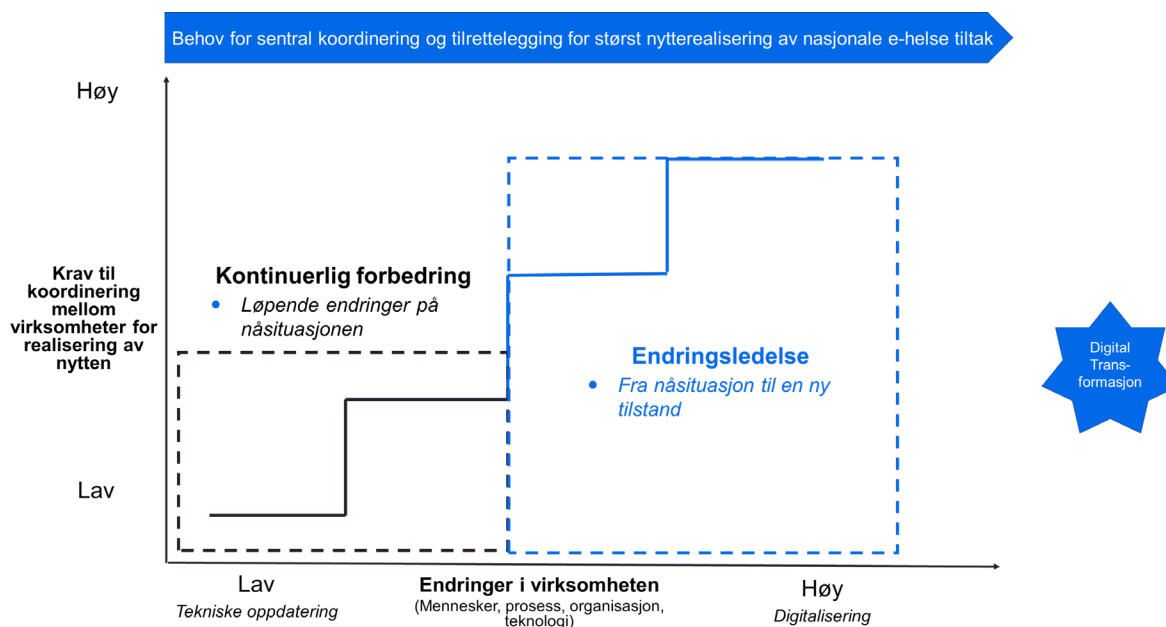 Behov for sentral koordinering og tilrettelegging for størst nytterealisering av nasjonale e-helse tiltak
Høy
Krav til
koordinering
mellom
virksomheter for
realisering av
nytten
Kontinuerlig forbedring
• Løpende endringer på
nåsituasjonen
Endringsledelse
• Fra nåsituasjon til en ny
tilstand
Digital
Trans-
formasjon
Lav
Lav
Tekniske oppdatering
Endringer i virksomheten
(Mennesker, prosess, organisasjon,
teknologi)
Høy
Digitalisering